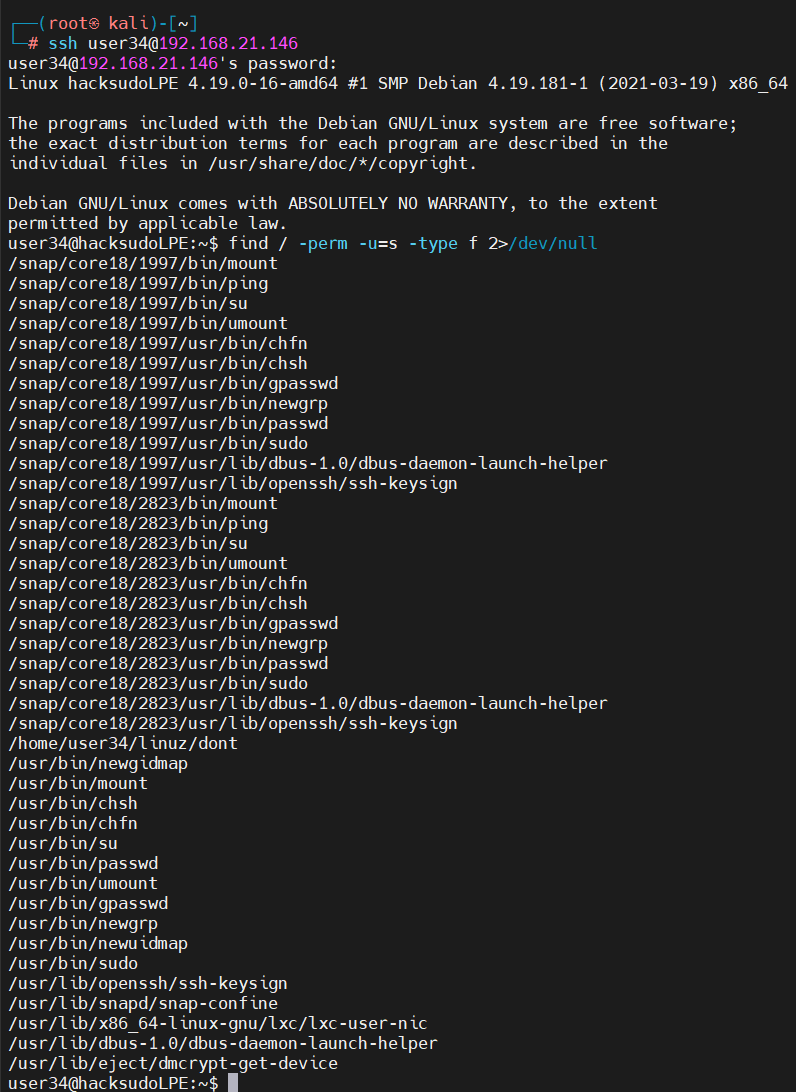 ┌──(root㉿ kali)-[~]
└─# ssh user34@192.168.21.146
user34@192.168.21.146's password:
Linux hacksudoLPE 4.19.0-16-amd64 #1 SMP Debian 4.19.181-1 (2021-03-19) x86_64

The programs included with the Debian GNU/Linux system are free software;
the exact distribution terms for each program are described in the
individual files in /usr/share/doc/*/copyright.

Debian GNU/Linux comes with ABSOLUTELY NO WARRANTY, to the extent
permitted by applicable law.
user34@hacksudoLPE:~$ find / -perm -u=s -type f 2>/dev/null
/snap/core18/1997/bin/mount
/snap/core18/1997/bin/ping
/snap/core18/1997/bin/su
/snap/core18/1997/bin/umount
/snap/core18/1997/usr/bin/chfn
/snap/core18/1997/usr/bin/chsh
/snap/core18/1997/usr/bin/gpasswd
/snap/core18/1997/usr/bin/newgrp
/snap/core18/1997/usr/bin/passwd
/snap/core18/1997/usr/bin/sudo
/snap/core18/1997/usr/lib/dbus-1.0/dbus-daemon-launch-helper
/snap/core18/1997/usr/lib/openssh/ssh-keysign
/snap/core18/2823/bin/mount
/snap/core18/2823/bin/ping
/snap/core18/2823/bin/su
/snap/core18/2823/bin/umount
/snap/core18/2823/usr/bin/chfn
/snap/core18/2823/usr/bin/chsh
/snap/core18/2823/usr/bin/gpasswd
/snap/core18/2823/usr/bin/newgrp
/snap/core18/2823/usr/bin/passwd
/snap/core18/2823/usr/bin/sudo
/snap/core18/2823/usr/lib/dbus-1.0/dbus-daemon-launch-helper
/snap/core18/2823/usr/lib/openssh/ssh-keysign
/home/user34/linuz/dont
/usr/bin/newgidmap
/usr/bin/mount
/usr/bin/chsh
/usr/bin/chfn
/usr/bin/su
/usr/bin/passwd
/usr/bin/umount
/usr/bin/gpasswd
/usr/bin/newgrp
/usr/bin/newuidmap
/usr/bin/sudo
/usr/lib/openssh/ssh-keysign
/usr/lib/snapd/snap-confine
/usr/lib/x86_64-linux-gnu/lxc/lxc-user-nic
/usr/lib/dbus-1.0/dbus-daemon-launch-helper
/usr/lib/eject/dmcrypt-get-device
user34@hacksudoLPE:~$